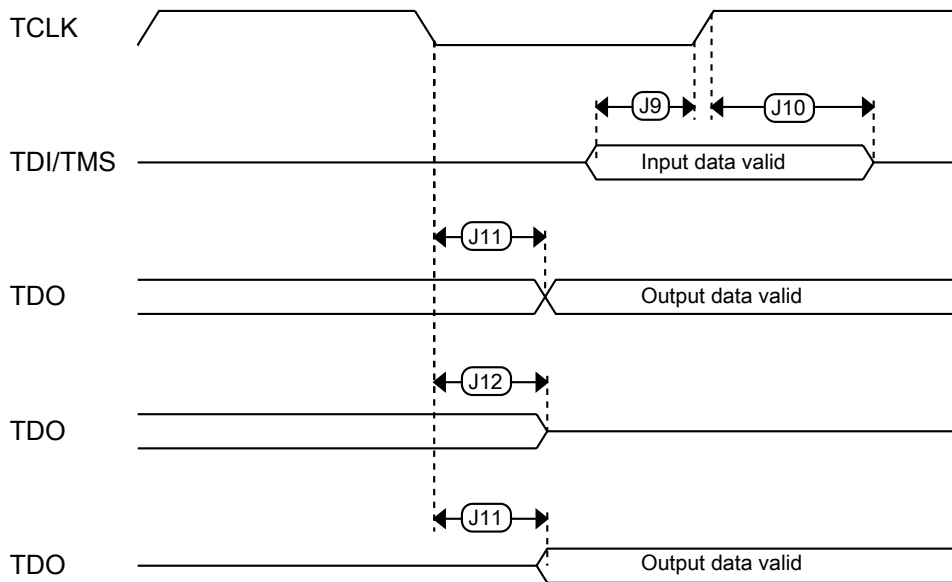 TCLK
J9
J10
TDI/TMS
Input data valid
J11
TDO
Output data valid
J12
TDO
J11
TDO
Output data valid